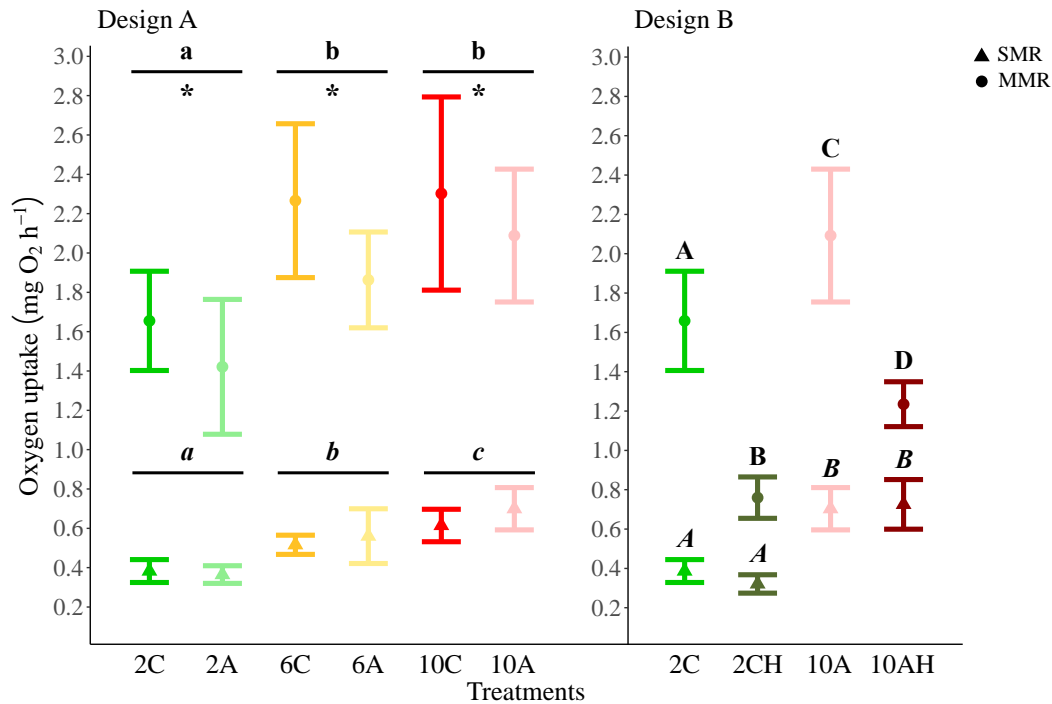 Design A
Design B
3.0
2.8
2.6
2.4
2.2
2.0
1.8
1.6
1.4
1.2
1.0
0.8
0.6
0.4
0.2
Oxygen uptake (mg O₂ h⁻¹)
a b b
* * *
a b c
2C 2A 6C 6A 10C 10A
Treatments
3.0
2.8
2.6
2.4
2.2
2.0
1.8
1.6
1.4
1.2
1.0
0.8
0.6
0.4
0.2
C
A
D
B
B B
A A
2C 2CH 10A 10AH
SMR
MMR